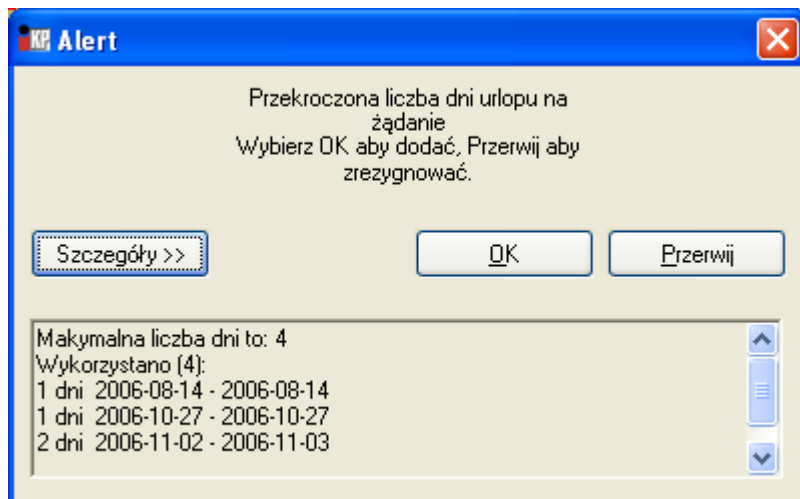 KP Alert
Przekroczona liczba dni urlopu na
żądanie
Wybierz OK aby dodać, Przerwij aby
zrezygnować.
Szczegóły >>
OK
Przerwij
Makymalna liczba dni to: 4
Wykorzystano (4):
1 dni 2006-08-14 - 2006-08-14
1 dni 2006-10-27 - 2006-10-27
2 dni 2006-11-02 - 2006-11-03